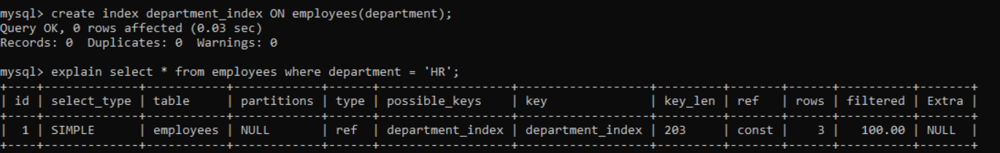 mysql> create index department_index ON employees(department);
Query OK, 0 rows affected (0.03 sec)
Records: 0  Duplicates: 0  Warnings: 0
mysql> explain select * from employees where department = 'HR';
+----+-------------+-----------+------------+------+------------------+------------------+---------+-------+------+----------+-------+
| id | select_type | table     | partitions | type | possible_keys    | key              | key_len | ref   | rows | filtered | Extra |
+----+-------------+-----------+------------+------+------------------+------------------+---------+-------+------+----------+-------+
|  1 | SIMPLE      | employees | NULL       | ref  | department_index | department_index | 203     | const |    3 |   100.00 | NULL  |
+----+-------------+-----------+------------+------+------------------+------------------+---------+-------+------+----------+-------+